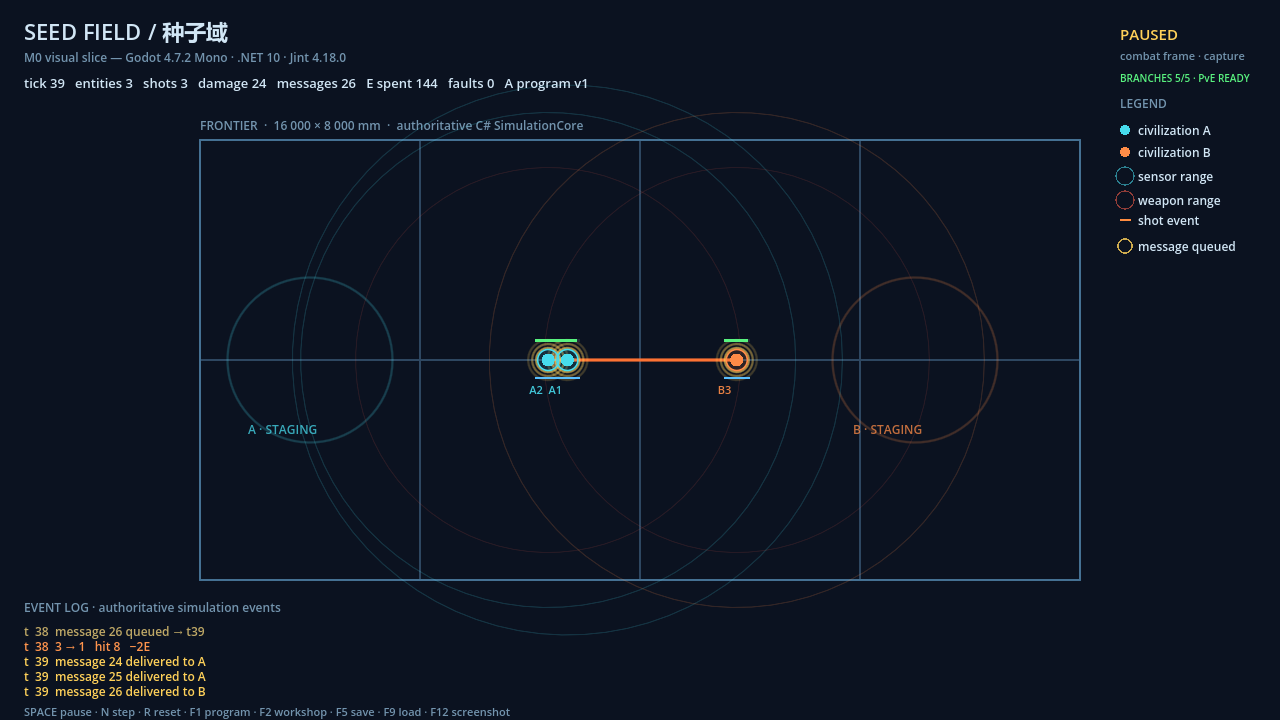 SEED FIELD / 种子域
M0 visual slice — Godot 4.7.2 Mono · .NET 10 · Jint 4.18.0
tick 39 entities 3 shots 3 damage 24 messages 26 E spent 144 faults 0 A program v1
PAUSED
combat frame · capture
BRANCHES 5/5 · PvE READY
LEGEND
civilization A
civilization B
sensor range
weapon range
shot event
message queued
FRONTIER · 16 000 × 8 000 mm · authoritative C# SimulationCore
A2 A1
B3
A · STAGING
B · STAGING
EVENT LOG · authoritative simulation events
t 38 message 26 queued → t39
t 38 3 → 1 hit 8 −2E
t 39 message 24 delivered to A
t 39 message 25 delivered to A
t 39 message 26 delivered to B
SPACE pause · N step · R reset · F1 program · F2 workshop · F5 save · F9 load · F12 screenshot